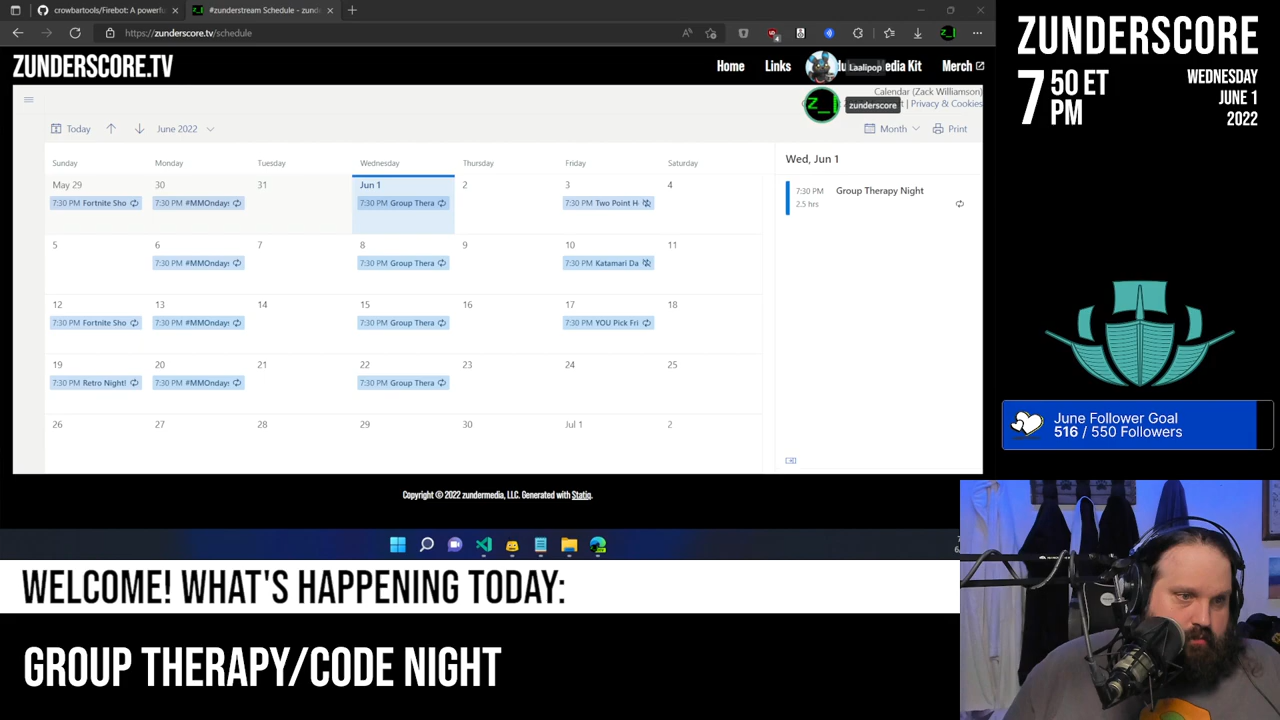 crowbartools/Firebot: A powerfu
#zunderstream Schedule - zunde
https://zunderscore.tv/schedule
ZUNDERSCORE.TV
Home
Links
edia Kit
Merch
Laalipop
zunderscore
Calendar (Zack Williamson)
| Privacy & Cookies
Today
June 2022
Month
Print
Sunday
Monday
Tuesday
Wednesday
Thursday
Friday
Saturday
May 29
30
31
Jun 1
2
3
4
7:30 PM Fortnite Sho
7:30 PM #MMOndays
7:30 PM Group Thera
7:30 PM Two Point H
5
6
7
8
9
10
11
7:30 PM #MMOndays
7:30 PM Group Thera
7:30 PM Katamari Da
12
13
14
15
16
17
18
7:30 PM Fortnite Sho
7:30 PM #MMOndays
7:30 PM Group Thera
7:30 PM YOU Pick Fri
19
20
21
22
23
24
25
7:30 PM Retro Night!
7:30 PM #MMOndays
7:30 PM Group Thera
26
27
28
29
30
Jul 1
2
Wed, Jun 1
7:30 PM Group Therapy Night
2.5 hrs
Copyright © 2022 zundermedia, LLC. Generated with Statiq.
ZUNDERSCORE
7 50 ET PM
WEDNESDAY
JUNE 1
2022
June Follower Goal
516 / 550 Followers
WELCOME! WHAT'S HAPPENING TODAY:
GROUP THERAPY/CODE NIGHT